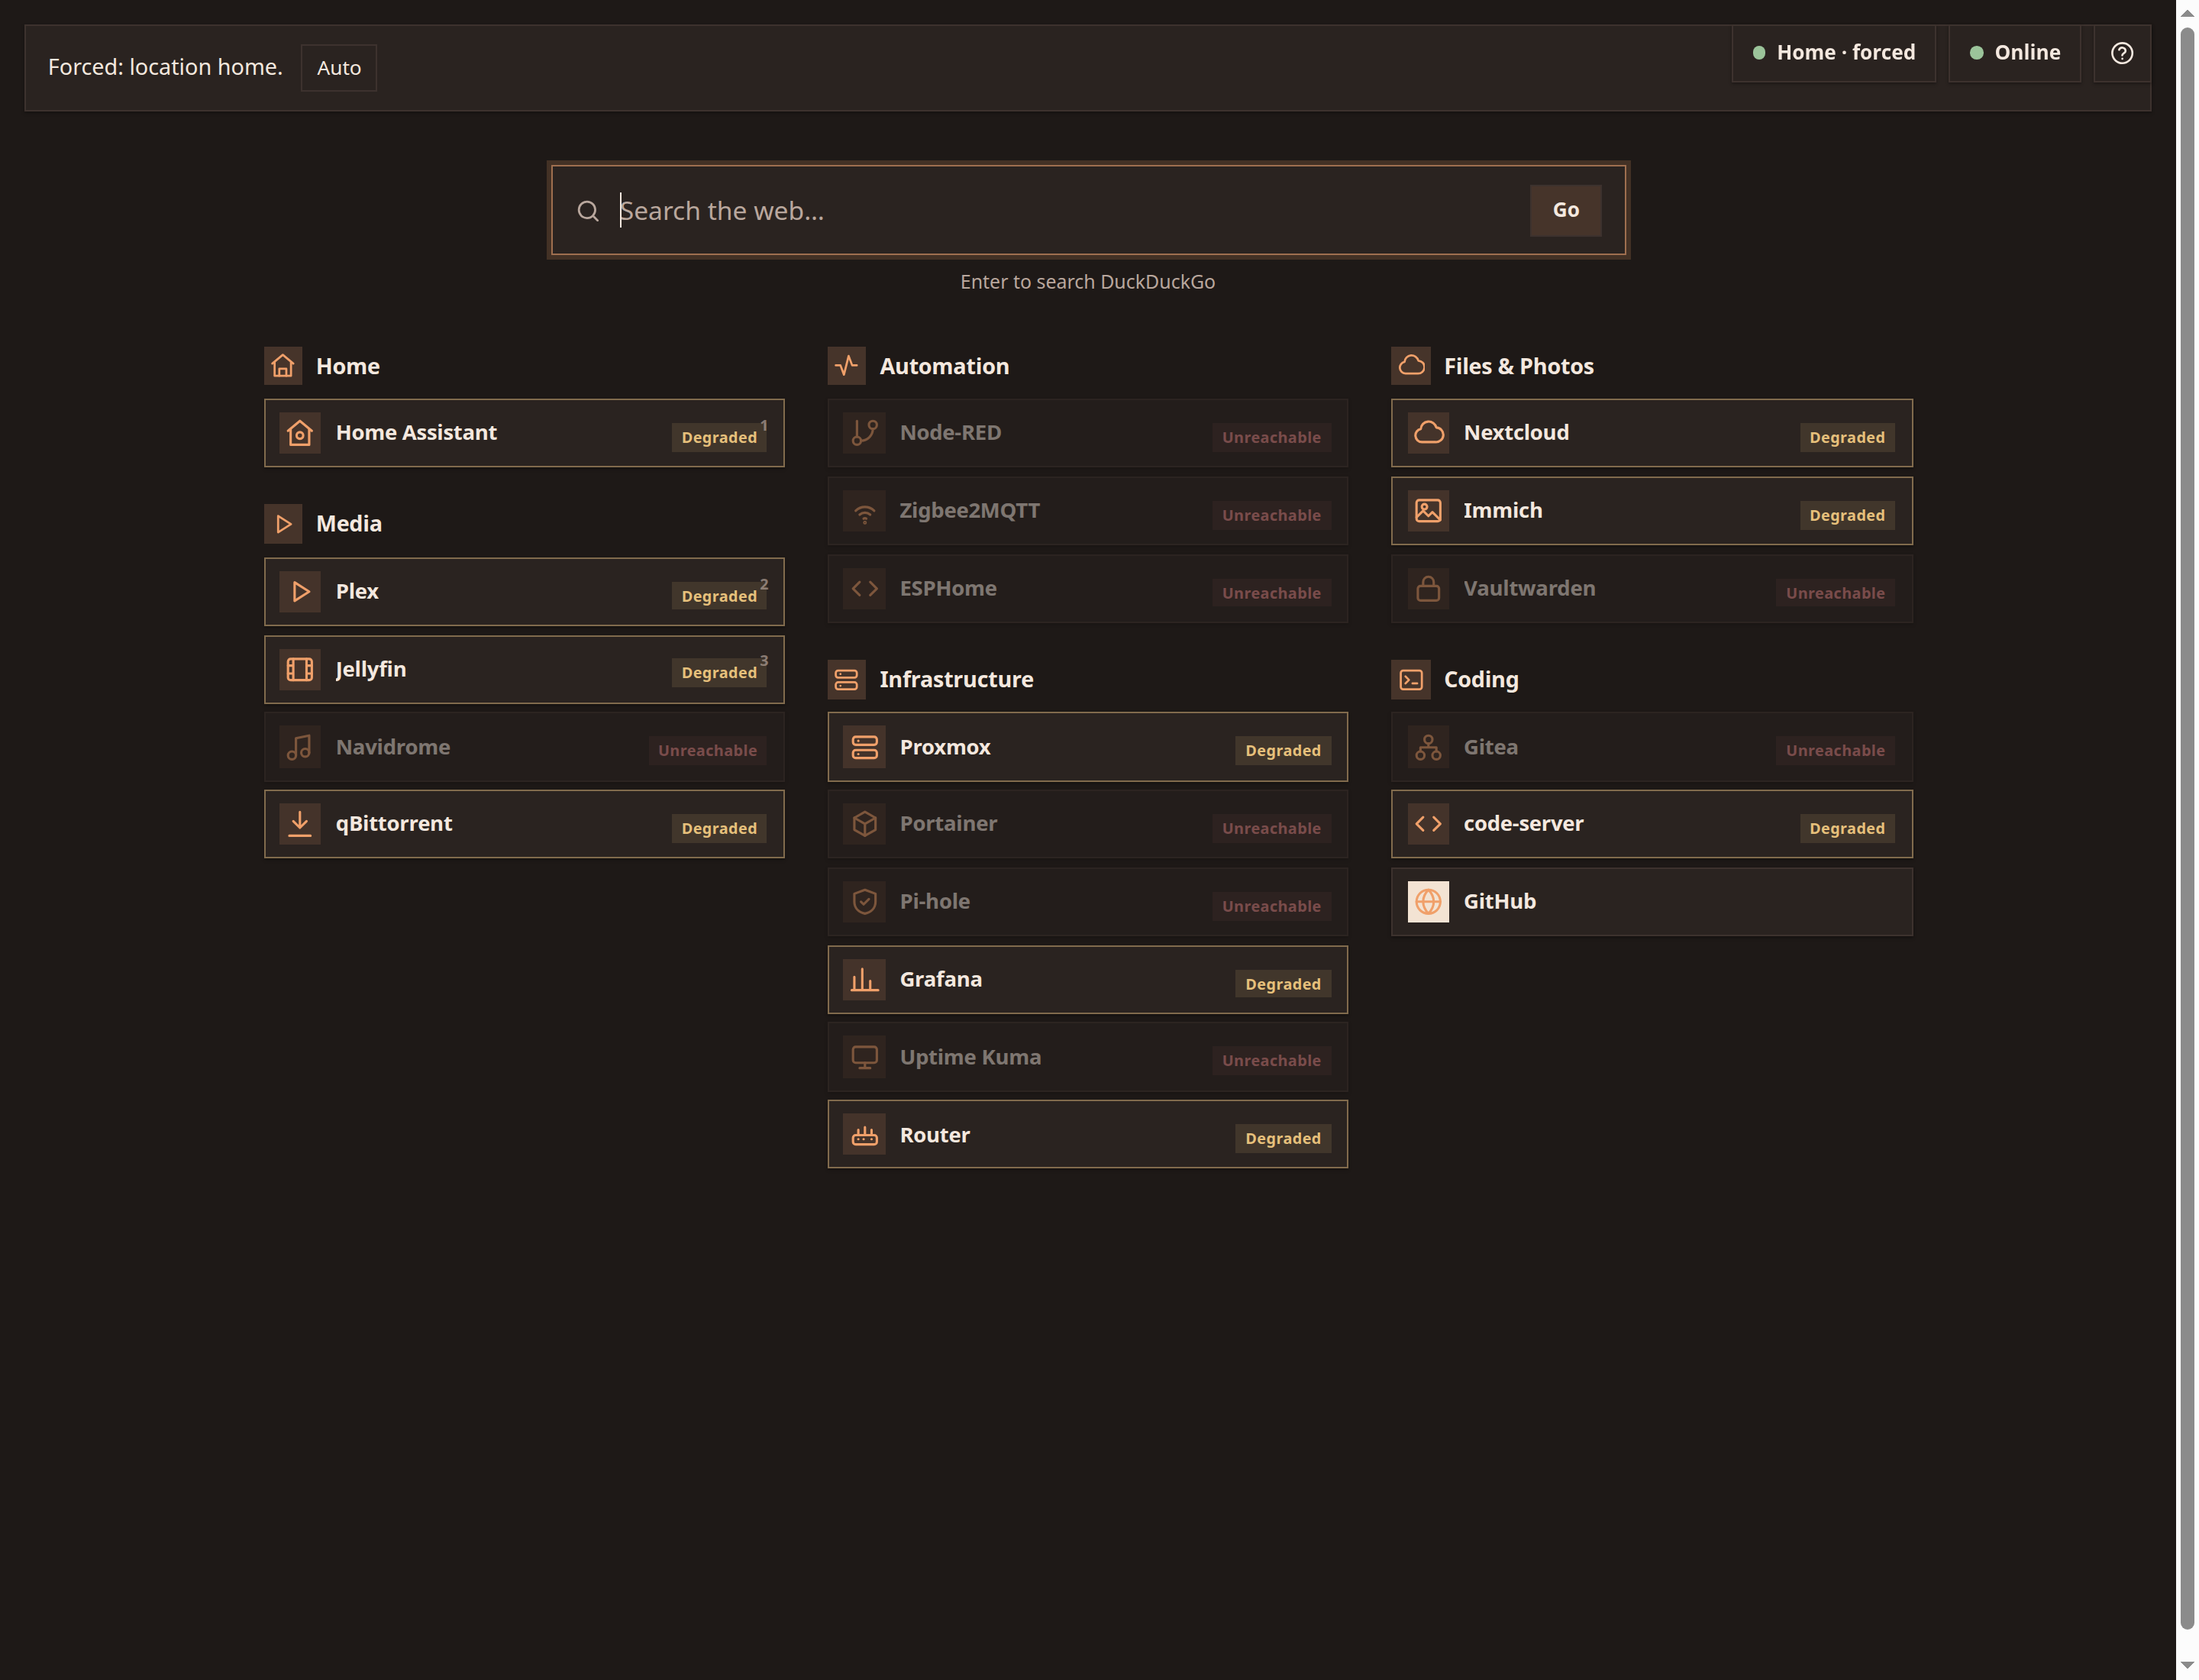 Forced: location home. Auto
Home · forced
Online
Search the web...
Go
Enter to search DuckDuckGo
Home
Home Assistant
Degraded 1
Media
Plex
Degraded 2
Jellyfin
Degraded 3
Navidrome
Unreachable
qBittorrent
Degraded
Automation
Node-RED
Unreachable
Zigbee2MQTT
Unreachable
ESPHome
Unreachable
Infrastructure
Proxmox
Degraded
Portainer
Unreachable
Pi-hole
Unreachable
Grafana
Degraded
Uptime Kuma
Unreachable
Router
Degraded
Files & Photos
Nextcloud
Degraded
Immich
Degraded
Vaultwarden
Unreachable
Coding
Gitea
Unreachable
code-server
Degraded
GitHub